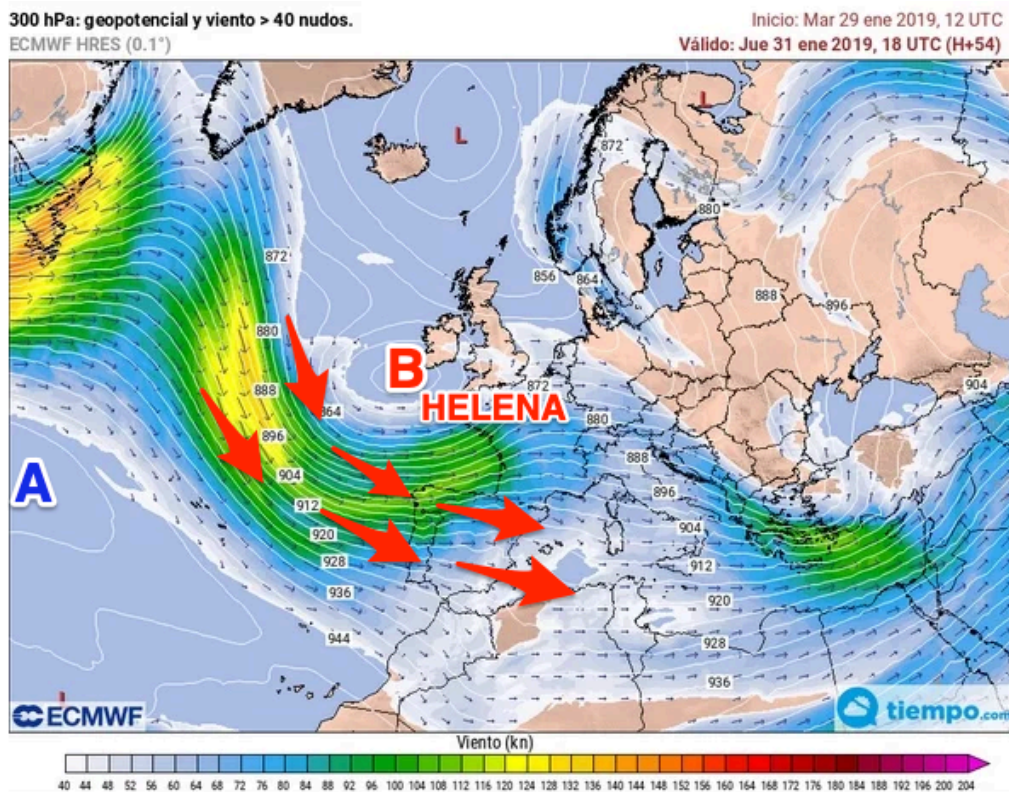 300 hPa: geopotencial y viento > 40 nudos.
Inicio: Mar 29 ene 2019, 12 UTC
ECMWF HRES (0.1°)
Válido: Jue 31 ene 2019, 18 UTC (H+54)
L
L
872
880
872
856
864
888
896
880
B
HELENA
888
864
872
904
880
896
888
A
904
896
912
904
920
928
912
936
920
944
928
936
L
ECMWF
tiempo.com
Viento (kn)
40 44 48 52 56 60 64 68 72 76 80 84 88 92 96 100 104 108 112 116 120 124 128 132 136 140 144 148 152 156 160 164 168 172 176 180 184 188 192 196 200 204